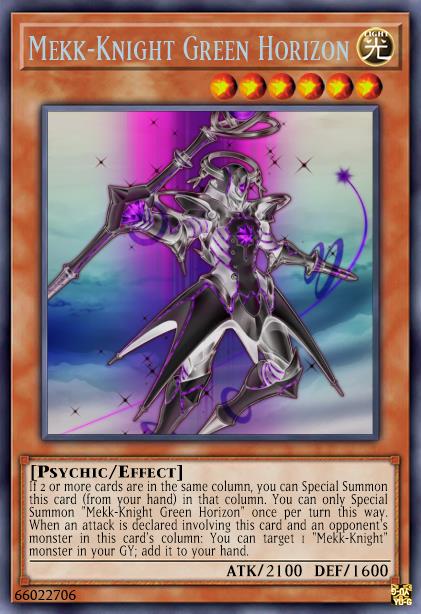 Mekk-Knight Green Horizon
LIGHT
光
[Psychic/Effect]
If 2 or more cards are in the same column, you can Special Summon
this card (from your hand) in that column. You can only Special
Summon "Mekk-Knight Green Horizon" once per turn this way.
When an attack is declared involving this card and an opponent's
monster in this card's column: You can target 1 "Mekk-Knight"
monster in your GY; add it to your hand.
ATK/2100 DEF/1600
66022706